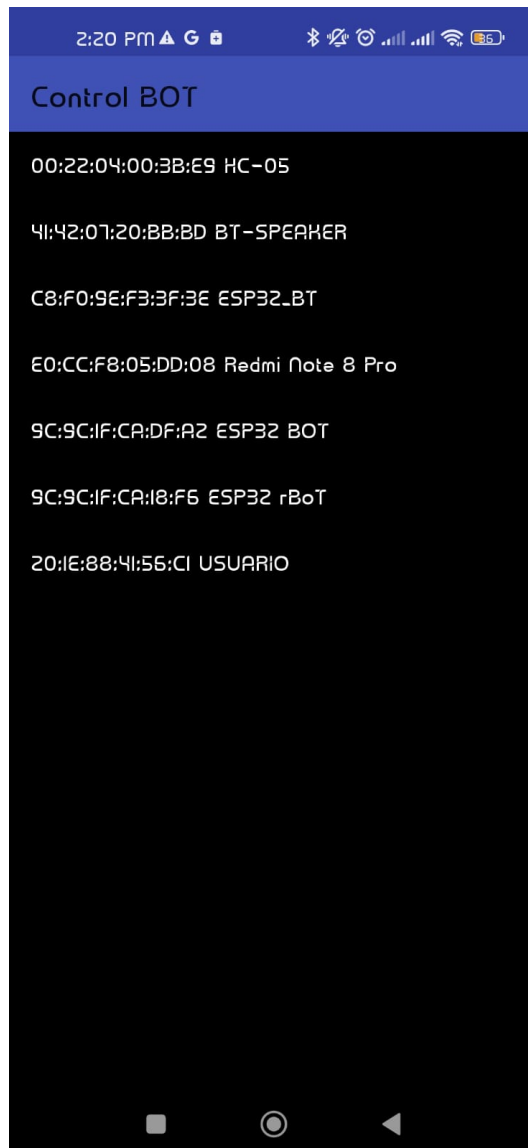 2:20 PM G 35
Control BOT
00:22:04:00:3B:E9 HC-05
41:42:07:20:BB:BD BT-SPEAKER
C8:F0:9E:F3:3F:3E ESP32_BT
E0:CC:F8:05:DD:08 Redmi Note 8 Pro
9C:9C:1F:CA:DF:A2 ESP32 BOT
9C:9C:1F:CA:18:F6 ESP32 rBoT
20:1E:88:41:56:C1 USUARIO